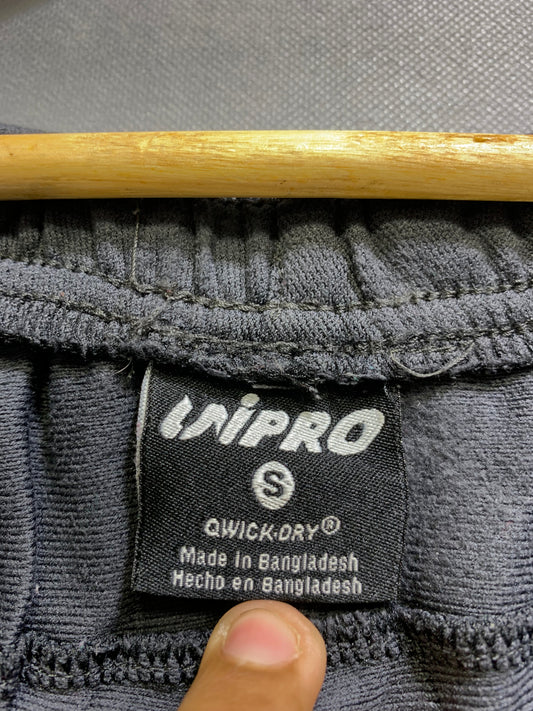 UNIPRO
S
QWICK-DRY®
Made In Bangladesh
Hecho en Bangladesh